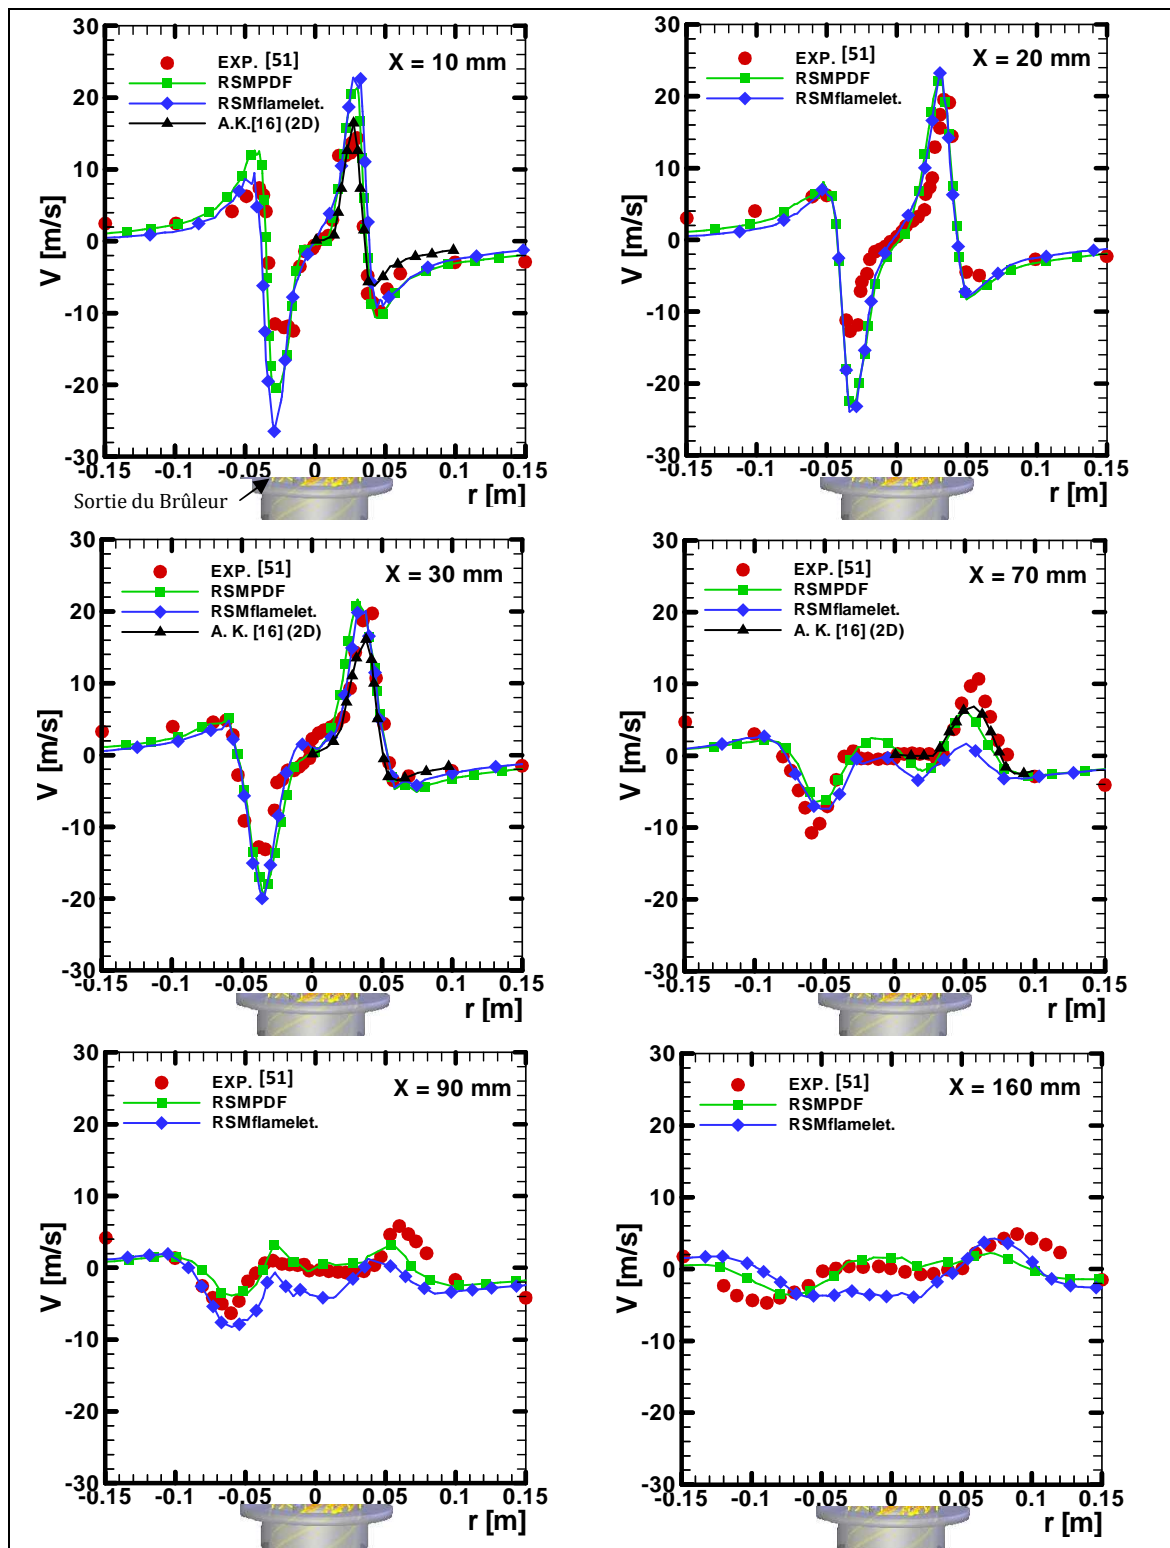 30
20
10
0
-10
-20
-30
V [m/s]
EXP. [51]
RSMPDF
RSMflamelet.
A.K.[16] (2D)
X = 10 mm
-0.15 -0.1 -0.05 0 0.05 0.1 0.15
r [m]
Sortie du Brûleur
30
20
10
0
-10
-20
-30
V [m/s]
EXP. [51]
RSMPDF
RSMflamelet.
X = 20 mm
-0.15 -0.1 -0.05 0 0.05 0.1 0.15
r [m]
30
20
10
0
-10
-20
-30
V [m/s]
EXP. [51]
RSMPDF
RSMflamelet.
A. K. [16] (2D)
X = 30 mm
-0.15 -0.1 -0.05 0 0.05 0.1 0.15
r [m]
30
20
10
0
-10
-20
-30
V [m/s]
EXP. [51]
RSMPDF
RSMflamelet.
A. K. [16] (2D)
X = 70 mm
-0.15 -0.1 -0.05 0 0.05 0.1 0.15
r [m]
30
20
10
0
-10
-20
-30
V [m/s]
EXP. [51]
RSMPDF
RSMflamelet.
X = 90 mm
-0.15 -0.1 -0.05 0 0.05 0.1 0.15
r [m]
30
20
10
0
-10
-20
-30
V [m/s]
EXP. [51]
RSMPDF
RSMflamelet.
X = 160 mm
-0.15 -0.1 -0.05 0 0.05 0.1 0.15
r [m]